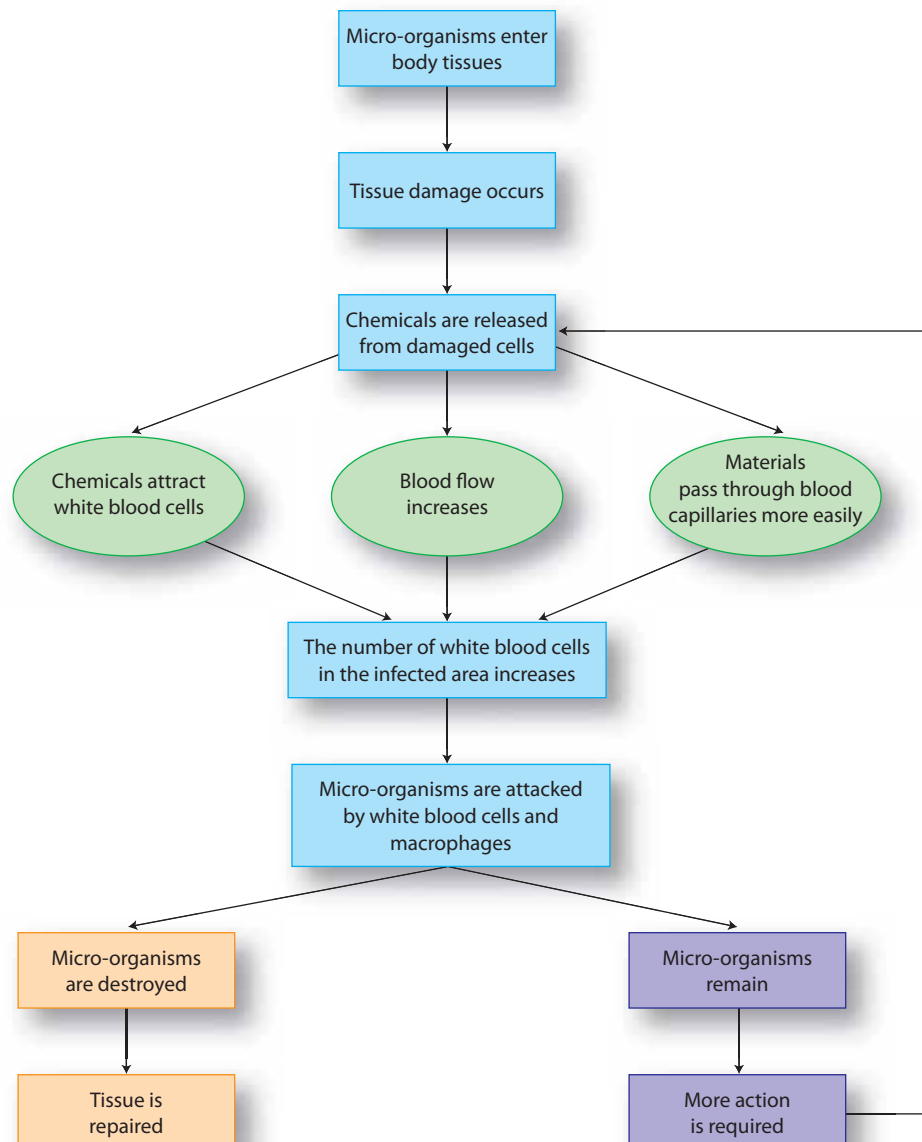 Micro-organisms enter
body tissues
Tissue damage occurs
Chemicals are released
from damaged cells
Chemicals attract
white blood cells
Blood flow
increases
Materials
pass through blood
capillaries more easily
The number of white blood cells
in the infected area increases
Micro-organisms are attacked
by white blood cells and
macrophages
Micro-organisms
are destroyed
Micro-organisms
remain
Tissue is
repaired
More action
is required